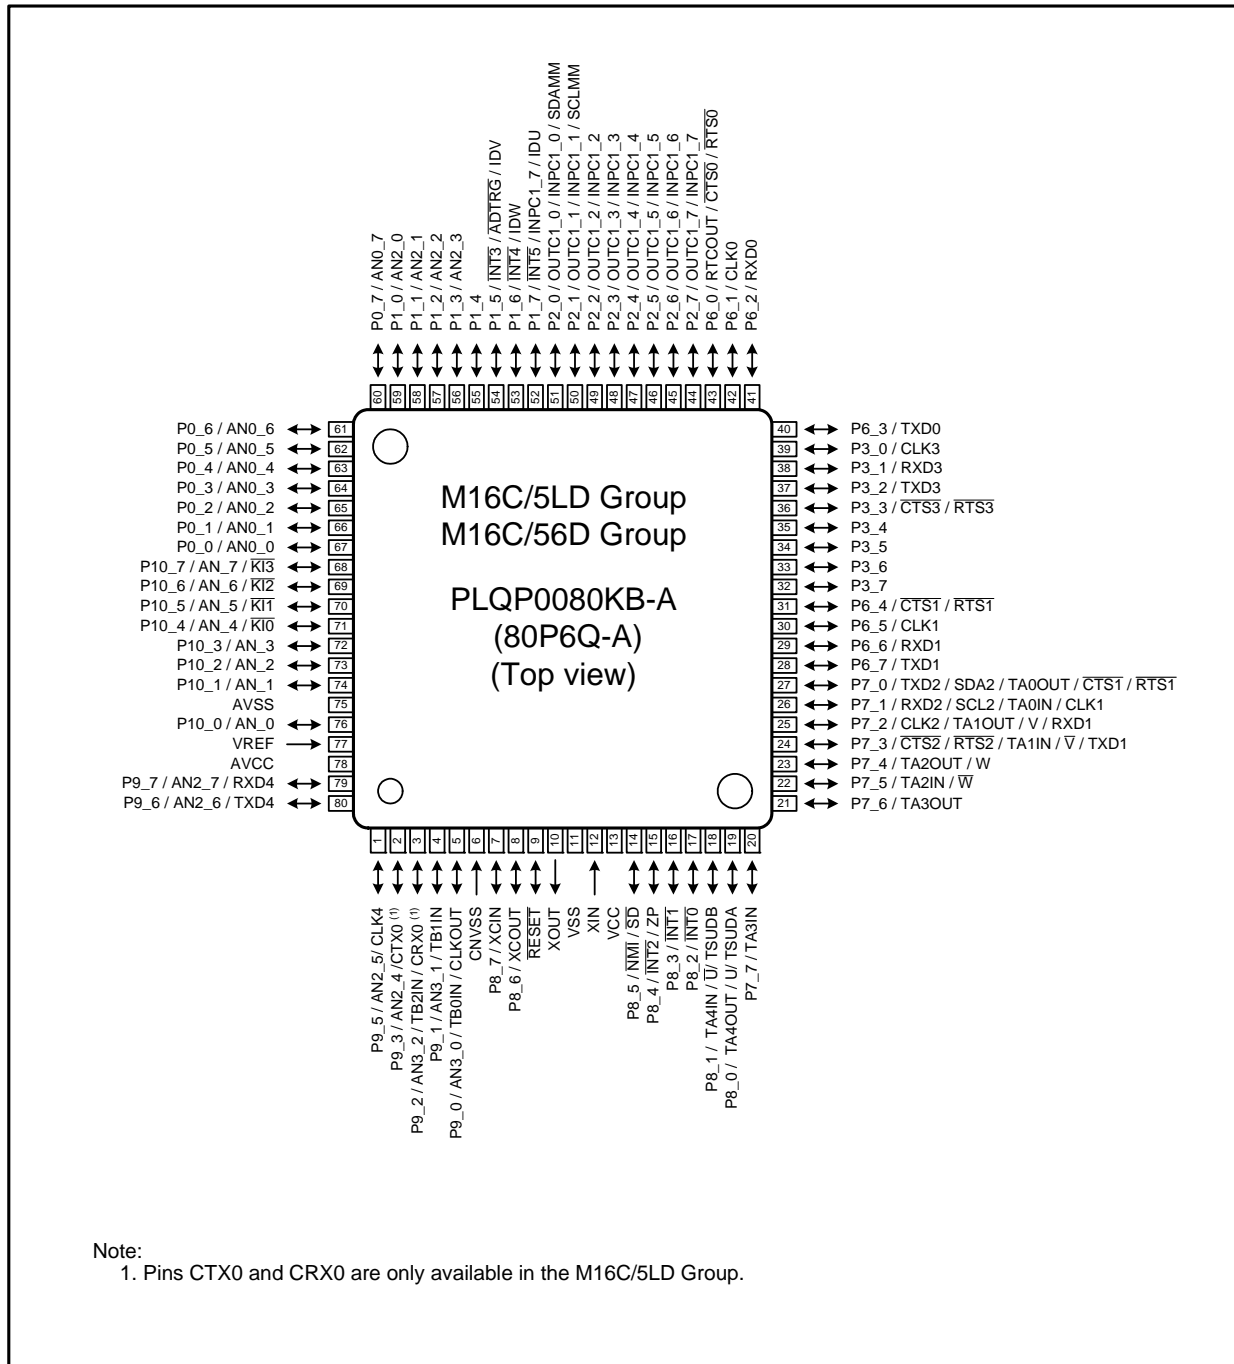 P0_7 / AN0_7
P1_0 / AN2_0
P1_1 / AN2_1
P1_2 / AN2_2
P1_3 / AN2_3
P1_4
P1_5 / INT3 / ADTRG / IDV
P1_6 / INT4 / IDW
P1_7 / INT5 / INPC1_7 / IDU
P2_0 / OUTC1_0 / INPC1_0 / SDAMM
P2_1 / OUTC1_1 / INPC1_1 / SCLMM
P2_2 / OUTC1_2 / INPC1_2
P2_3 / OUTC1_3 / INPC1_3
P2_4 / OUTC1_4 / INPC1_4
P2_5 / OUTC1_5 / INPC1_5
P2_6 / OUTC1_6 / INPC1_6
P2_7 / OUTC1_7 / INPC1_7
P6_0 / RTCOUT / CTS0 / RTS0
P6_1 / CLK0
P6_2 / RXD0
60 59 58 57 56 55 54 53 52 51 50 49 48 47 46 45 44 43 42 41
P0_6 / AN0_6 61
P0_5 / AN0_5 62
P0_4 / AN0_4 63
P0_3 / AN0_3 64
P0_2 / AN0_2 65
P0_1 / AN0_1 66
P0_0 / AN0_0 67
P10_7 / AN_7 / KI3 68
P10_6 / AN_6 / KI2 69
P10_5 / AN_5 / KI1 70
P10_4 / AN_4 / KI0 71
P10_3 / AN_3 72
P10_2 / AN_2 73
P10_1 / AN_1 74
AVSS 75
P10_0 / AN_0 76
VREF 77
AVCC 78
P9_7 / AN2_7 / RXD4 79
P9_6 / AN2_6 / TXD4 80
M16C/5LD Group
M16C/56D Group
PLQP0080KB-A
(80P6Q-A)
(Top view)
40 P6_3 / TXD0
39 P3_0 / CLK3
38 P3_1 / RXD3
37 P3_2 / TXD3
36 P3_3 / CTS3 / RTS3
35 P3_4
34 P3_5
33 P3_6
32 P3_7
31 P6_4 / CTS1 / RTS1
30 P6_5 / CLK1
29 P6_6 / RXD1
28 P6_7 / TXD1
27 P7_0 / TXD2 / SDA2 / TA0OUT / CTS1 / RTS1
26 P7_1 / RXD2 / SCL2 / TA0IN / CLK1
25 P7_2 / CLK2 / TA1OUT / V / RXD1
24 P7_3 / CTS2 / RTS2 / TA1IN / V / TXD1
23 P7_4 / TA2OUT / W
22 P7_5 / TA2IN / W
21 P7_6 / TA3OUT
1 2 3 4 5 6 7 8 9 10 11 12 13 14 15 16 17 18 19 20
P9_5 / AN2_5/ CLK4
P9_3 / AN2_4 /CTX0 (1)
P9_2 / AN3_2 / TB2IN / CRX0 (1)
P9_1 / AN3_1 / TB1IN
P9_0 / AN3_0 / TB0IN / CLKOUT
CNVSS
P8_7 / XCIN
P8_6 / XCOUT
RESET
XOUT
VSS
XIN
VCC
P8_5 / NMI / SD
P8_4 / INT2 / ZP
P8_3 / INT1
P8_2 / INT0
P8_1 / TA4IN / U/ TSUDB
P8_0 / TA4OUT / U/ TSUDA
P7_7 / TA3IN
Note:
1. Pins CTX0 and CRX0 are only available in the M16C/5LD Group.